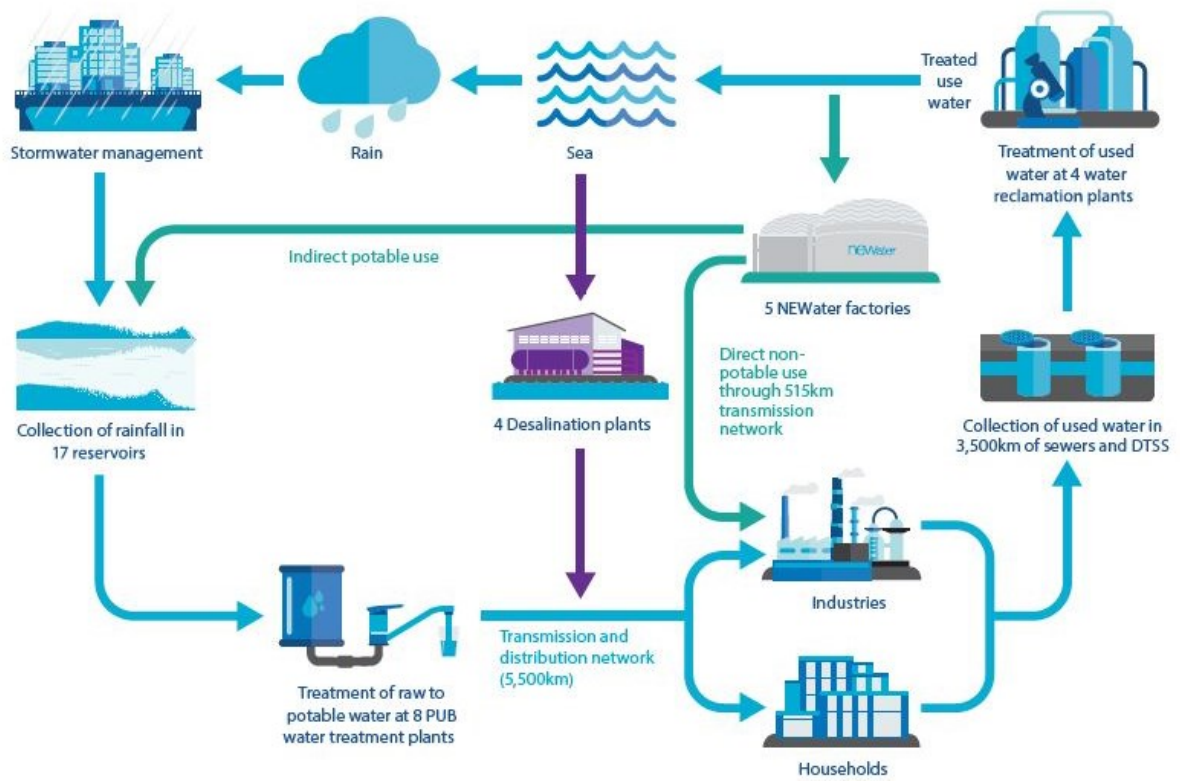 Treated
use
water
Stormwater management
Rain
Sea
Treatment of used
water at 4 water
reclamation plants
Indirect potable use
NEWater
5 NEWater factories
Direct non-
potable use
through 515km
transmission
network
Collection of rainfall in
17 reservoirs
4 Desalination plants
Collection of used water in
3,500km of sewers and DTSS
Industries
Transmission and
distribution network
(5,500km)
Treatment of raw to
potable water at 8 PUB
water treatment plants
Households